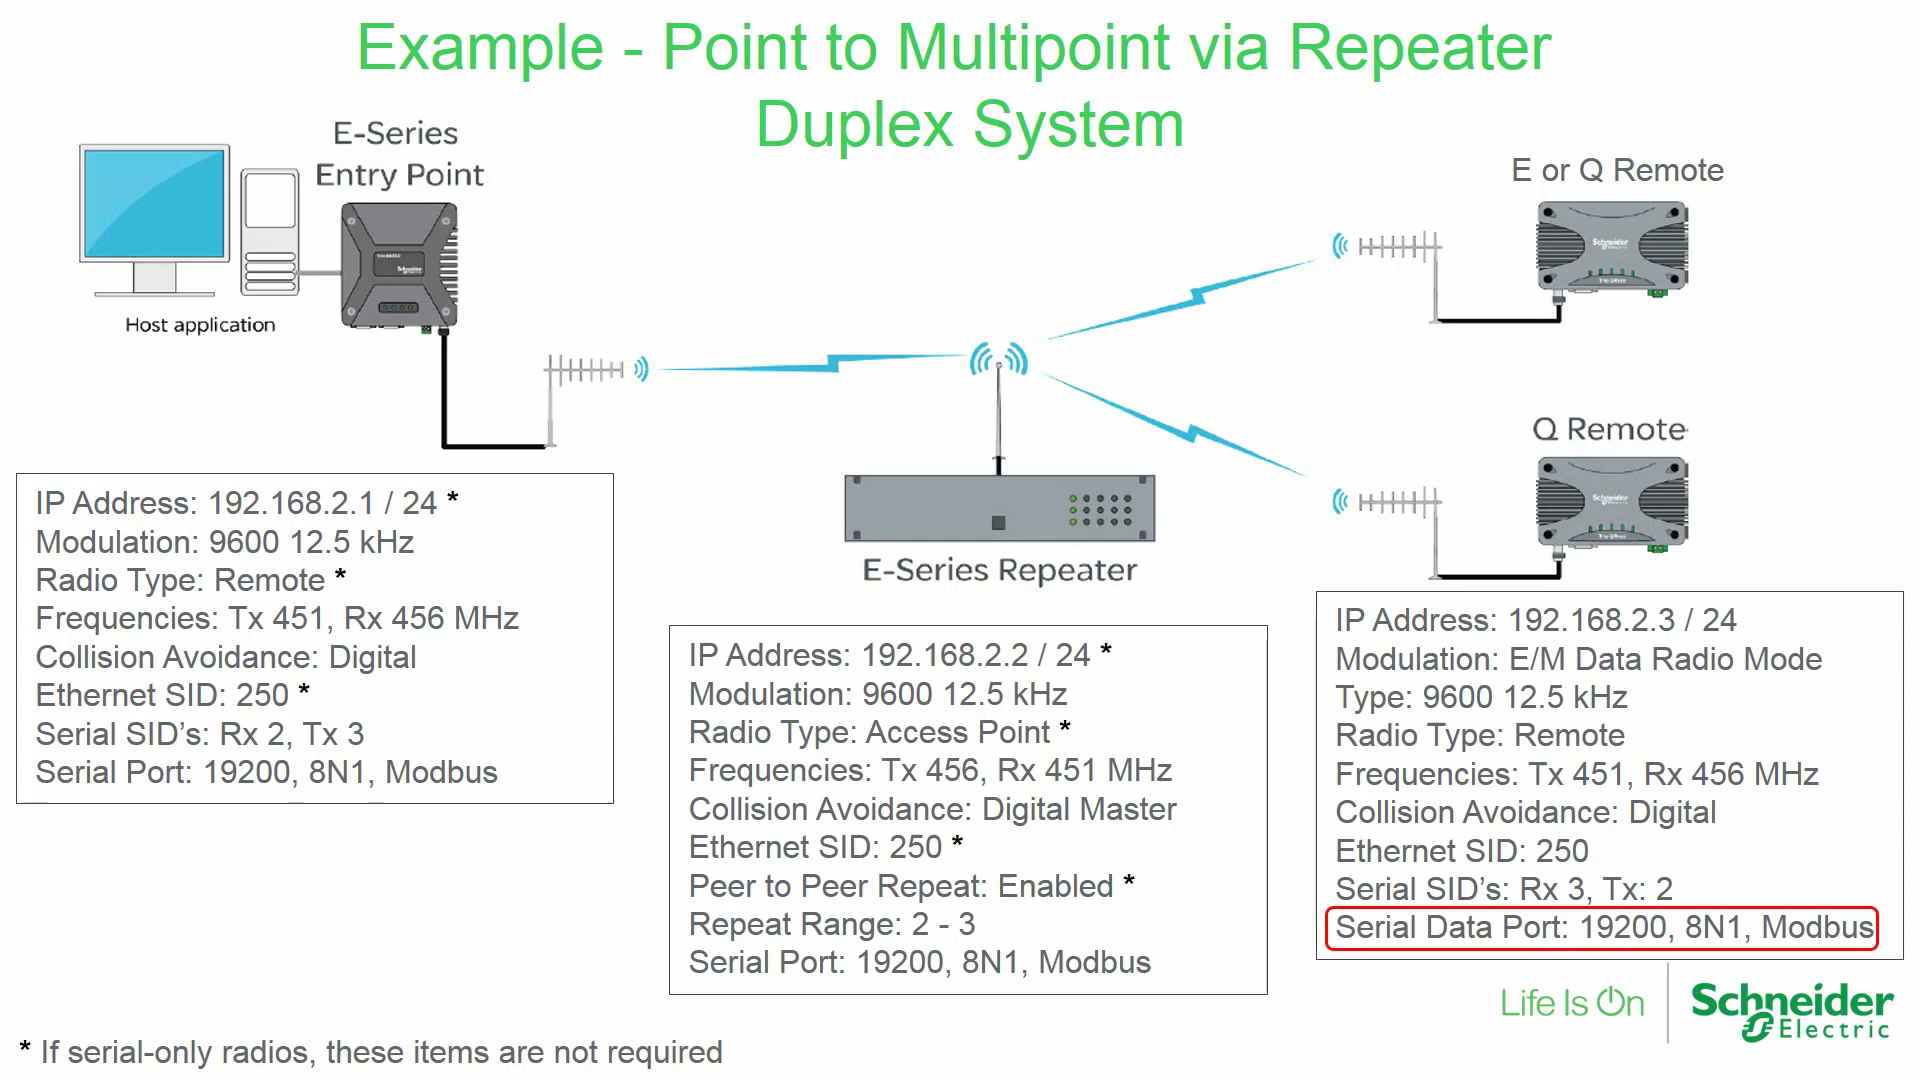 Example - Point to Multipoint via Repeater
Duplex System
E-Series
Entry Point
Host application
E or Q Remote
Q Remote
E-Series Repeater
IP Address: 192.168.2.1 / 24 *
Modulation: 9600 12.5 kHz
Radio Type: Remote *
Frequencies: Tx 451, Rx 456 MHz
Collision Avoidance: Digital
Ethernet SID: 250 *
Serial SID’s: Rx 2, Tx 3
Serial Port: 19200, 8N1, Modbus
IP Address: 192.168.2.2 / 24 *
Modulation: 9600 12.5 kHz
Radio Type: Access Point *
Frequencies: Tx 456, Rx 451 MHz
Collision Avoidance: Digital Master
Ethernet SID: 250 *
Peer to Peer Repeat: Enabled *
Repeat Range: 2 - 3
Serial Port: 19200, 8N1, Modbus
IP Address: 192.168.2.3 / 24
Modulation: E/M Data Radio Mode
Type: 9600 12.5 kHz
Radio Type: Remote
Frequencies: Tx 451, Rx 456 MHz
Collision Avoidance: Digital
Ethernet SID: 250
Serial SID’s: Rx 3, Tx: 2
Serial Data Port: 19200, 8N1, Modbus
Life Is On
Schneider
Electric
* If serial-only radios, these items are not required
Schneider
Electric
Schneider
Electric
Schneider
Electric